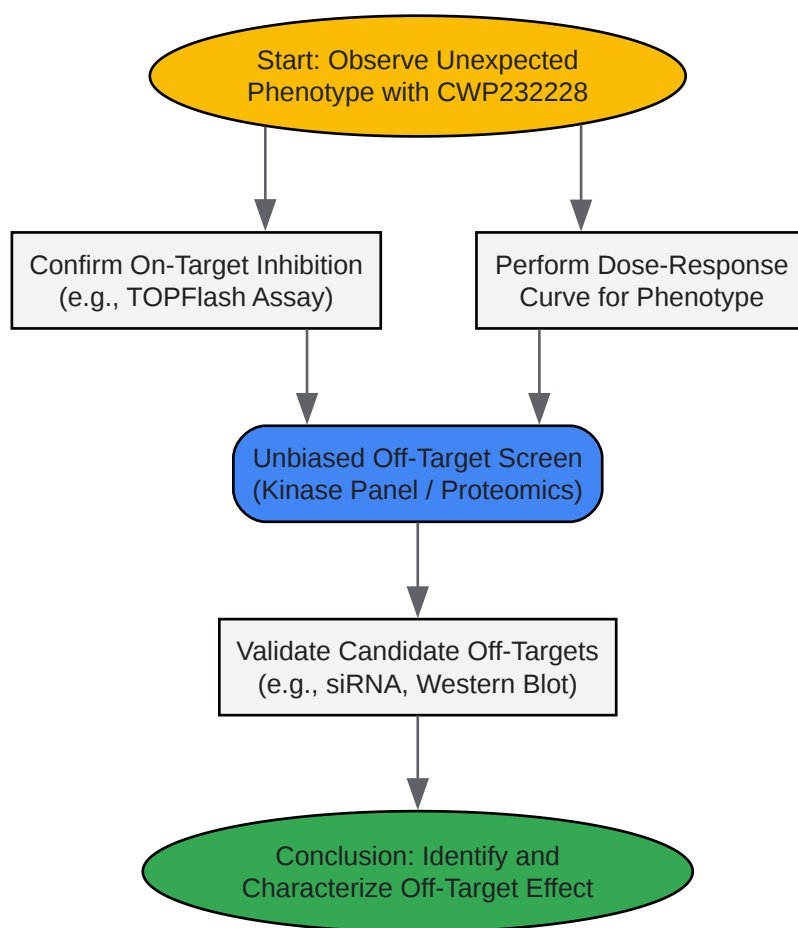 Start: Observe Unexpected
Phenotype with CWP232228
Confirm On-Target Inhibition
(e.g., TOPFlash Assay)
Perform Dose-Response
Curve for Phenotype
Unbiased Off-Target Screen
(Kinase Panel / Proteomics)
Validate Candidate Off-Targets
(e.g., siRNA, Western Blot)
Conclusion: Identify and
Characterize Off-Target Effect